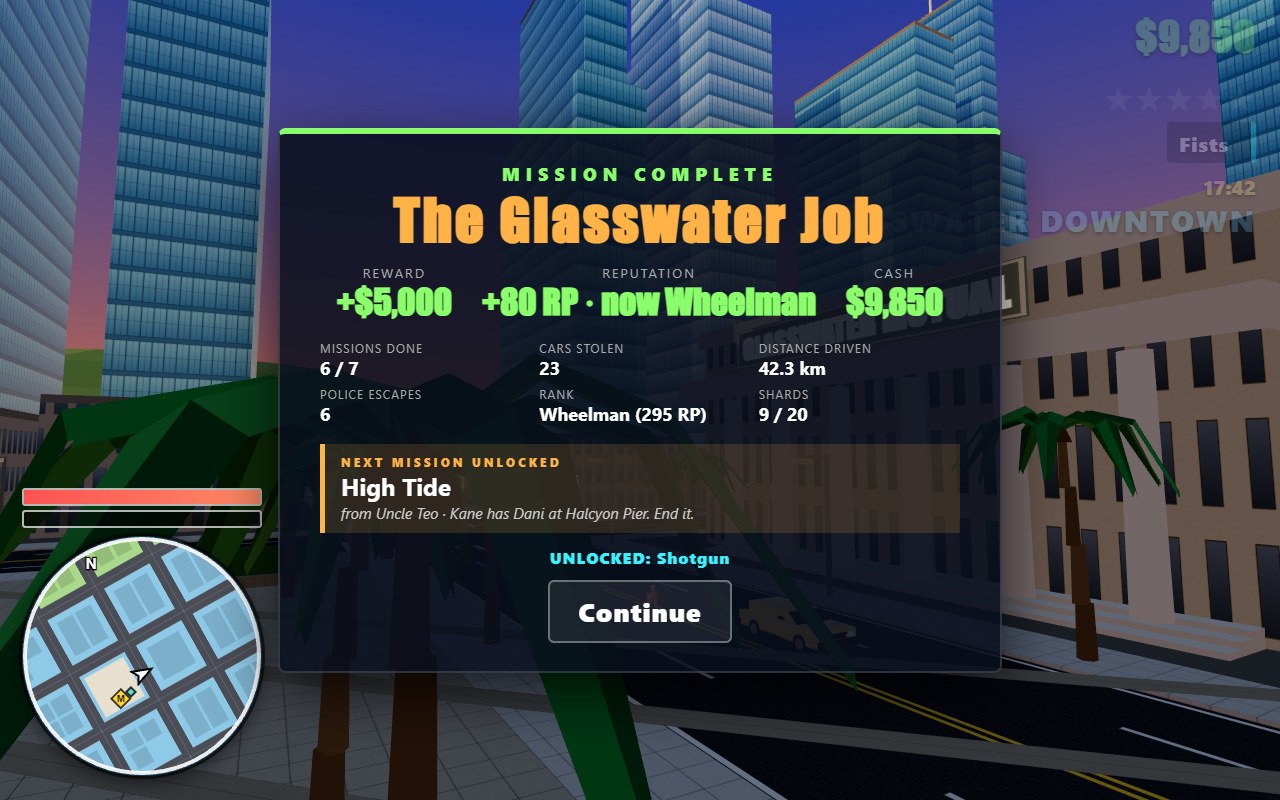 $9,850
Fists
17:42
DOWNTOWN
MISSION COMPLETE
The Glasswater Job
REWARD
REPUTATION
CASH
+$5,000
+80 RP · now Wheelman
$9,850
GLASSWATER MUTUAL
MISSIONS DONE
CARS STOLEN
DISTANCE DRIVEN
6 / 7
23
42.3 km
POLICE ESCAPES
RANK
SHARDS
6
Wheelman (295 RP)
9 / 20
NEXT MISSION UNLOCKED
High Tide
from Uncle Teo · Kane has Dani at Halcyon Pier. End it.
UNLOCKED: Shotgun
Continue
N
M